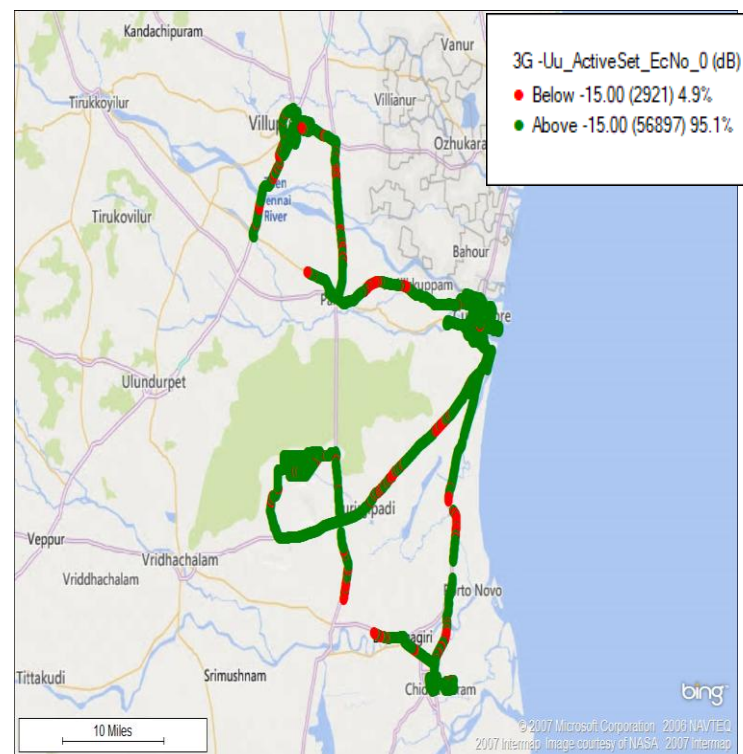 Kandachipuram
Vanur
3G -Uu_ActiveSet_EcNo_0 (dB)
Below -15.00 (2921) 4.9%
Above -15.00 (56897) 95.1%
Tirukkoyilur
Villianur
Ozhukara
River
Tirukovilur
Bahour
Ulundurpet
Veppur
Vridhachalam
Vriddhachalam
Porto Novo
Tittakudi
Srimushnam
bing
10 Miles
© 2007 Microsoft Corporation 2006 NAVTEQ
2007 Intermap Image courtesy of NASA 2007 Intermap